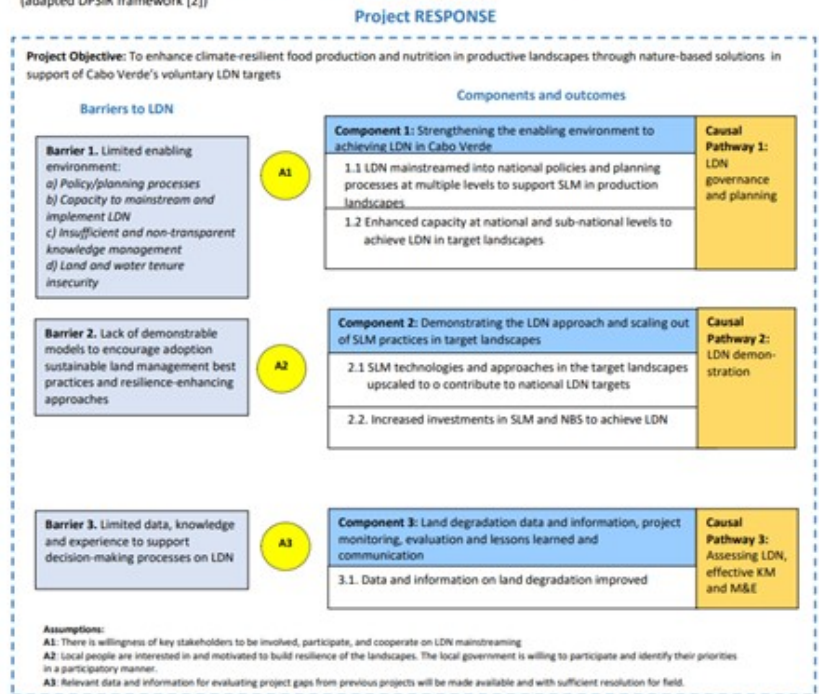 (adapted DPSIR framework [2])
Project RESPONSE
Project Objective: To enhance climate-resilient food production and nutrition in productive landscapes through nature-based solutions in
support of Cabo Verde's voluntary LDN targets
Barriers to LDN
Components and outcomes
Barrier 1. Limited enabling
environment:
a) Policy/planning processes
b) Capacity to mainstream and
implement LDN
c) Insufficient and non-transparent
knowledge management
d) Land and water tenure
insecurity
A1
Component 1: Strengthening the enabling environment to
achieving LDN in Cabo Verde
1.1 LDN mainstreamed into national policies and planning
processes at multiple levels to support SLM in production
landscapes
1.2 Enhanced capacity at national and sub-national levels to
achieve LDN in target landscapes
Causal
Pathway 1:
LDN
governance
and planning
Barrier 2. Lack of demonstrable
models to encourage adoption
sustainable land management best
practices and resilience-enhancing
approaches
A2
Component 2: Demonstrating the LDN approach and scaling out
of SLM practices in target landscapes
2.1 SLM technologies and approaches in the target landscapes
upscaled to o contribute to national LDN targets
2.2. Increased investments in SLM and NBS to achieve LDN
Causal
Pathway 2:
LDN demon-
stration
Barrier 3. Limited data, knowledge
and experience to support
decision-making processes on LDN
A3
Component 3: Land degradation data and information, project
monitoring, evaluation and lessons learned and
communication
3.1. Data and information on land degradation improved
Causal
Pathway 3:
Assessing LDN,
effective KM
and M&E
Assumptions:
A1: There is willingness of key stakeholders to be involved, participate, and cooperate on LDN mainstreaming
A2: Local people are interested in and motivated to build resilience of the landscapes. The local government is willing to participate and identify their priorities
in a participatory manner.
A3: Relevant data and information for evaluating project gaps from previous projects will be made available and with sufficient resolution for field.